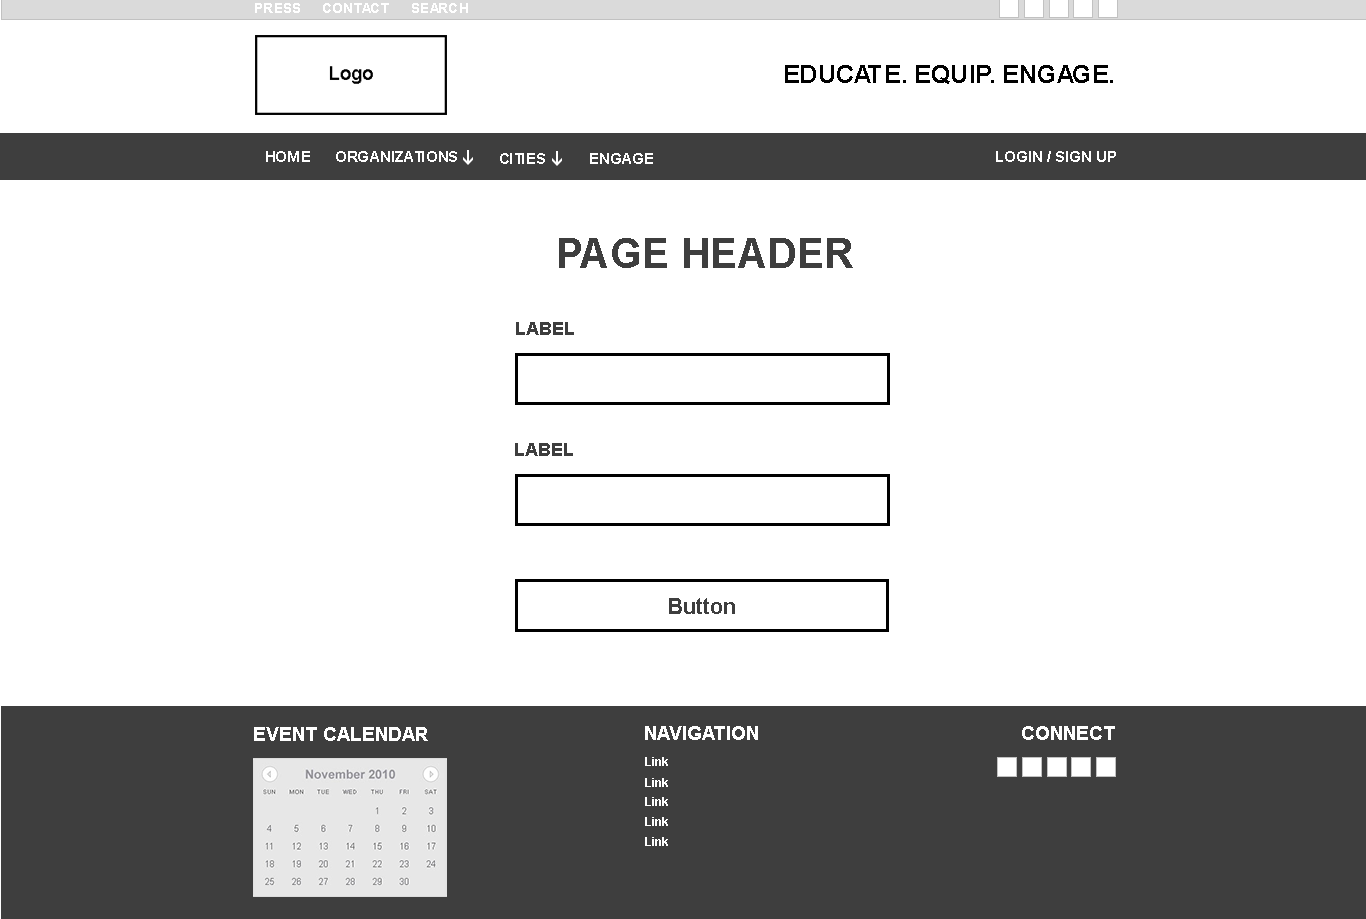 PRESS CONTACT SEARCH
Logo
EDUCATE. EQUIP. ENGAGE.
HOME ORGANIZATIONS CITIES ENGAGE LOGIN / SIGN UP
PAGE HEADER
LABEL
LABEL
Button
EVENT CALENDAR
November 2010
SUN MON TUE WED THU FRI SAT
1 2 3
4 5 6 7 8 9 10
11 12 13 14 15 16 17
18 19 20 21 22 23 24
25 26 27 28 29 30
NAVIGATION
Link
Link
Link
Link
Link
CONNECT